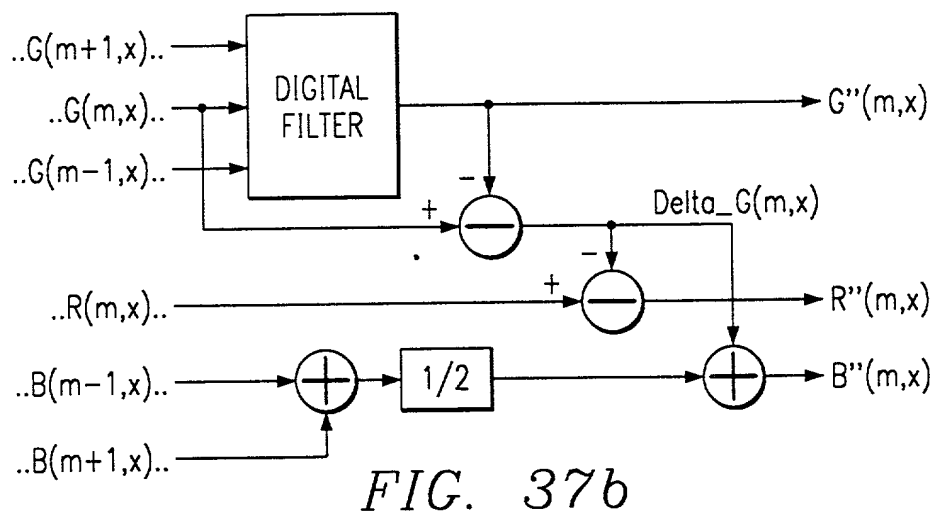 ..G(m+1,x)..
..G(m,x)..
..G(m-1,x)..
DIGITAL
FILTER
G''(m,x)
-
+
Delta_G(m,x)
-
+
..R(m,x)..
R''(m,x)
..B(m-1,x)..
1/2
B''(m,x)
..B(m+1,x)..
FIG. 37b